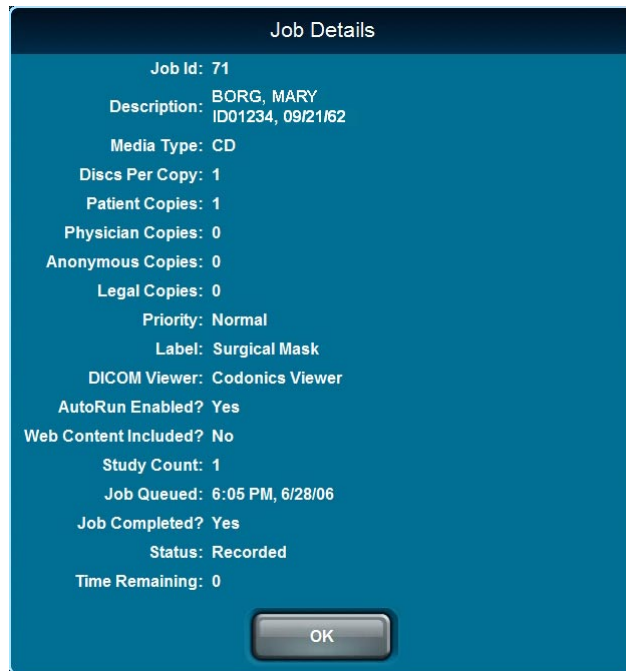 Job Details
Job Id: 71
Description: BORG, MARY
ID01234, 09/21/62
Media Type: CD
Discs Per Copy: 1
Patient Copies: 1
Physician Copies: 0
Anonymous Copies: 0
Legal Copies: 0
Priority: Normal
Label: Surgical Mask
DICOM Viewer: Codonics Viewer
AutoRun Enabled? Yes
Web Content Included? No
Study Count: 1
Job Queued: 6:05 PM, 6/28/06
Job Completed? Yes
Status: Recorded
Time Remaining: 0
OK